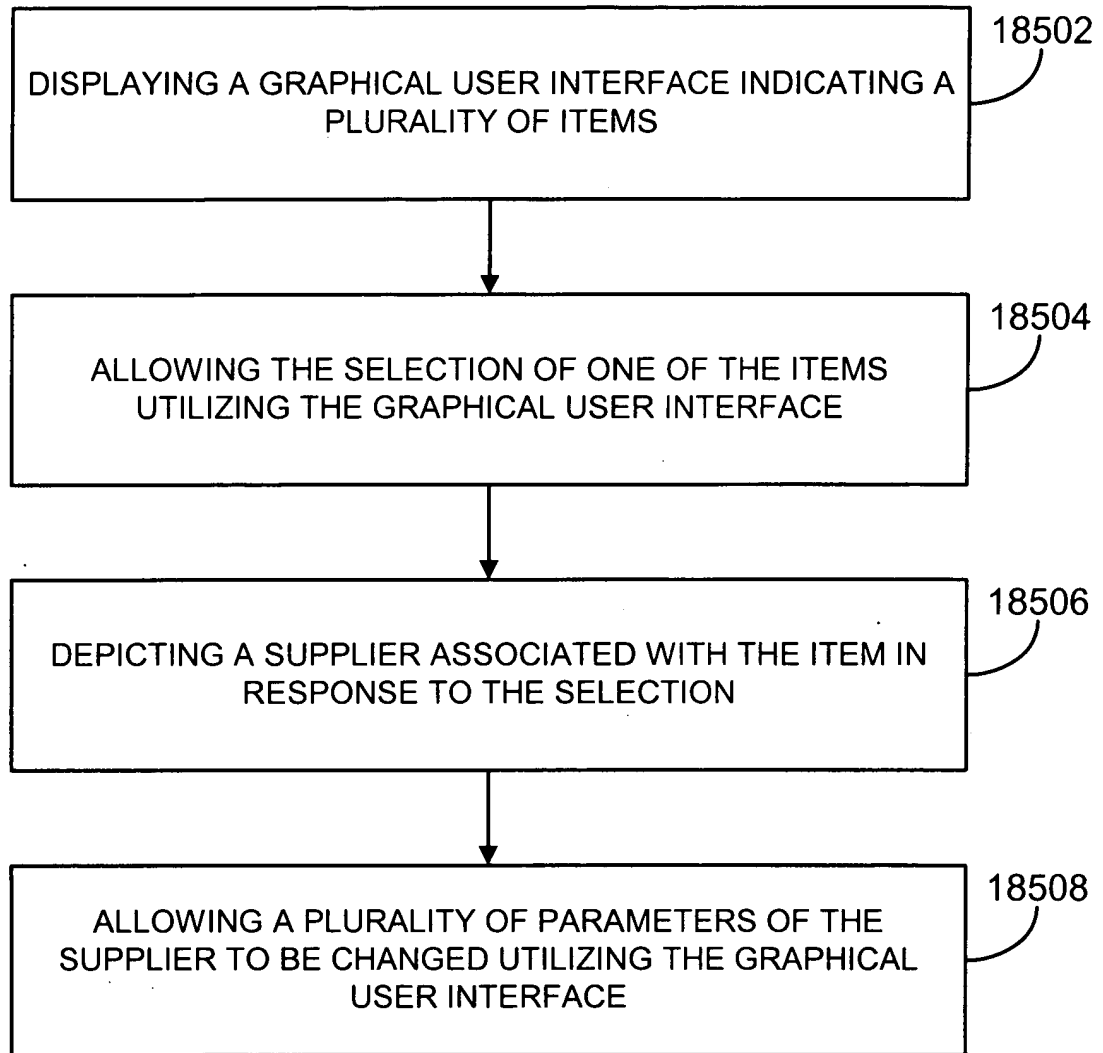 18502
DISPLAYING A GRAPHICAL USER INTERFACE INDICATING A
PLURALITY OF ITEMS
18504
ALLOWING THE SELECTION OF ONE OF THE ITEMS
UTILIZING THE GRAPHICAL USER INTERFACE
18506
DEPICTING A SUPPLIER ASSOCIATED WITH THE ITEM IN
RESPONSE TO THE SELECTION
18508
ALLOWING A PLURALITY OF PARAMETERS OF THE
SUPPLIER TO BE CHANGED UTILIZING THE GRAPHICAL
USER INTERFACE